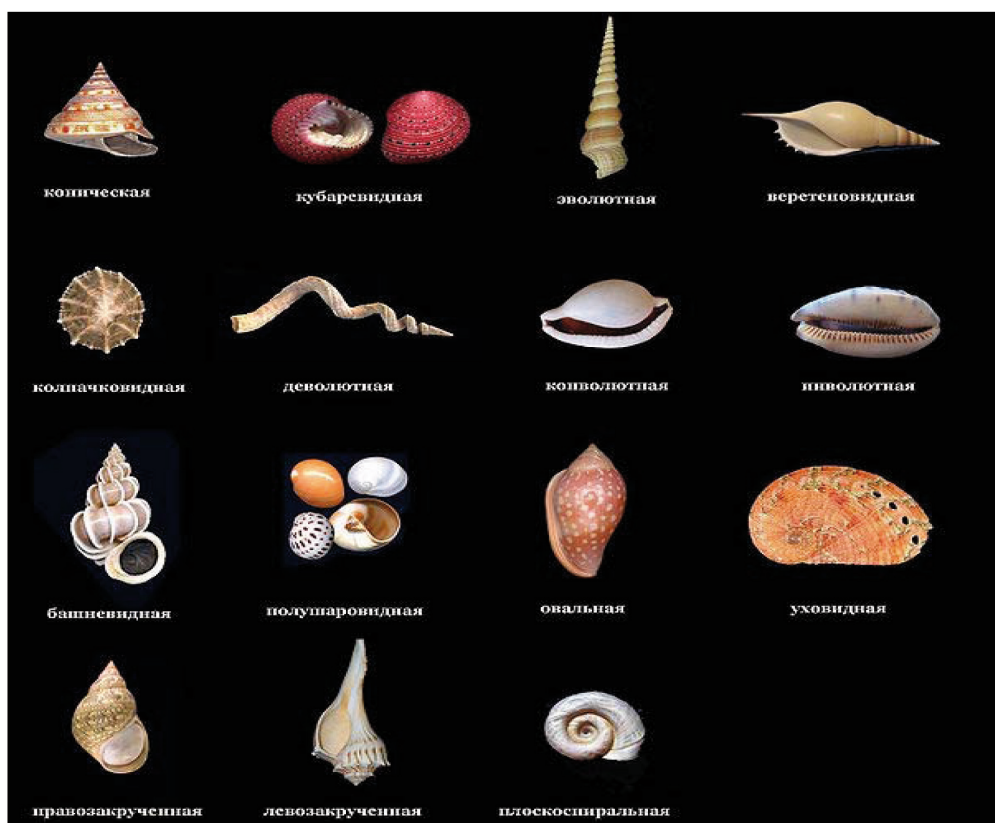 коническая
кубаревидная
эволютная
веретеновидная
колпачковидная
деволютная
конволютная
инволютная
башневидная
полушаровидная
овальная
уховидная
правозакрученная
левозакрученная
плоскоспиральная